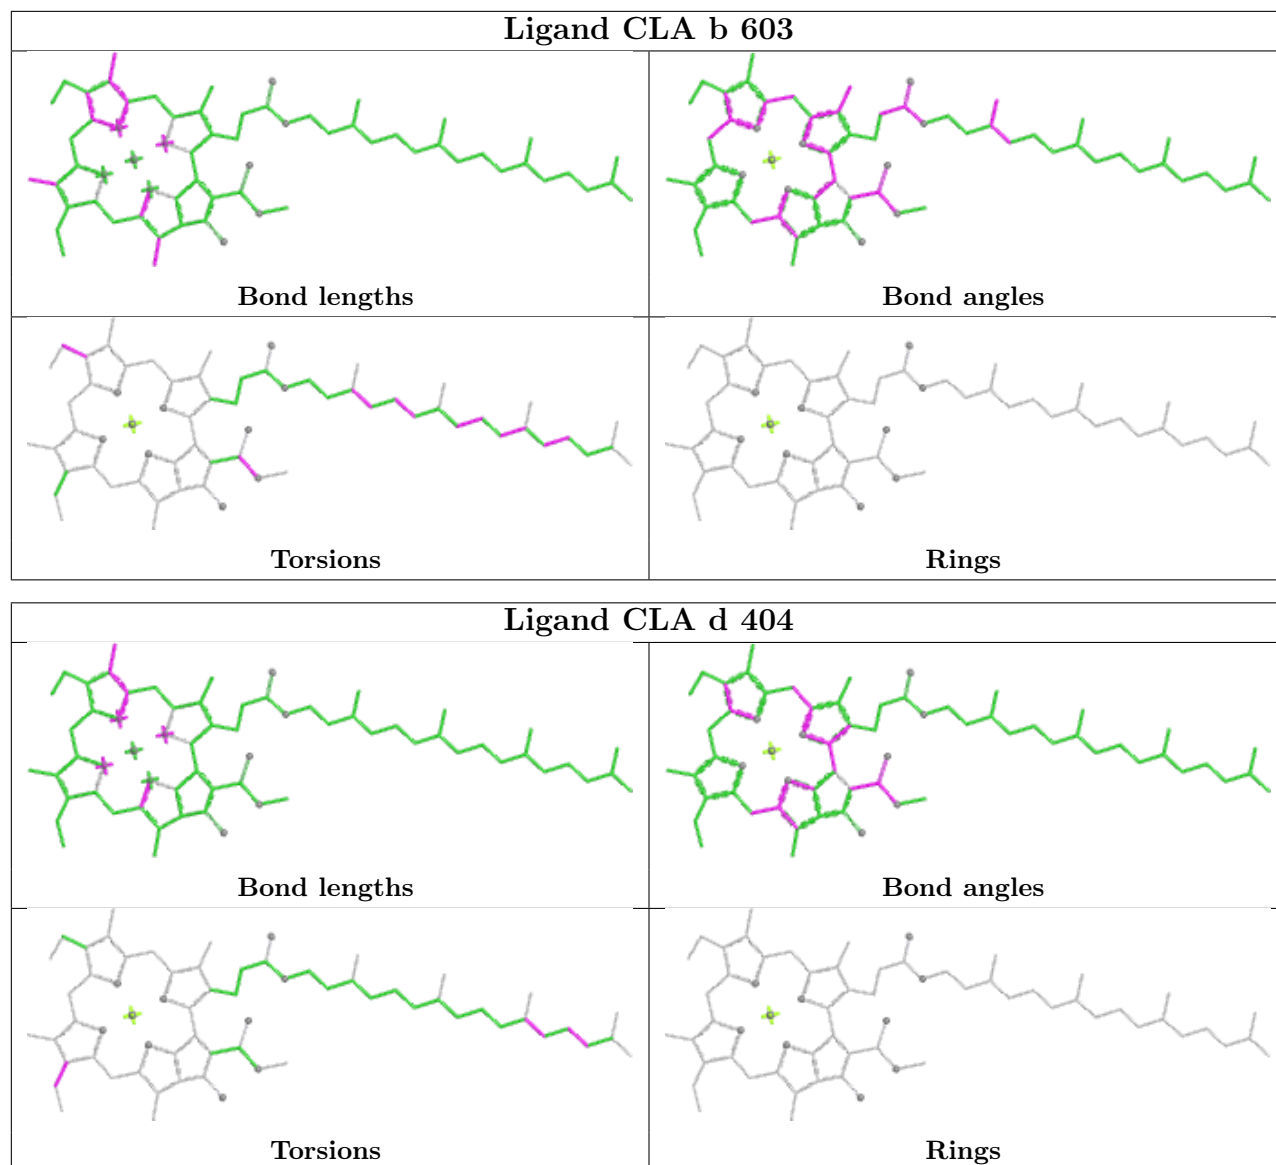 Ligand CLA b 603
Bond lengths
Bond angles
Torsions
Rings
Ligand CLA d 404
Bond lengths
Bond angles
Torsions
Rings